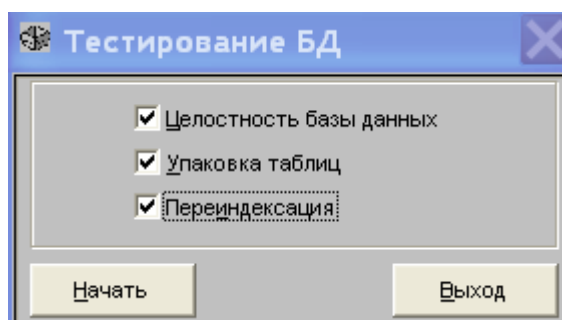 Тестирование БД
Целостность базы данных
Упаковка таблиц
Переиндексация
Начать Выход